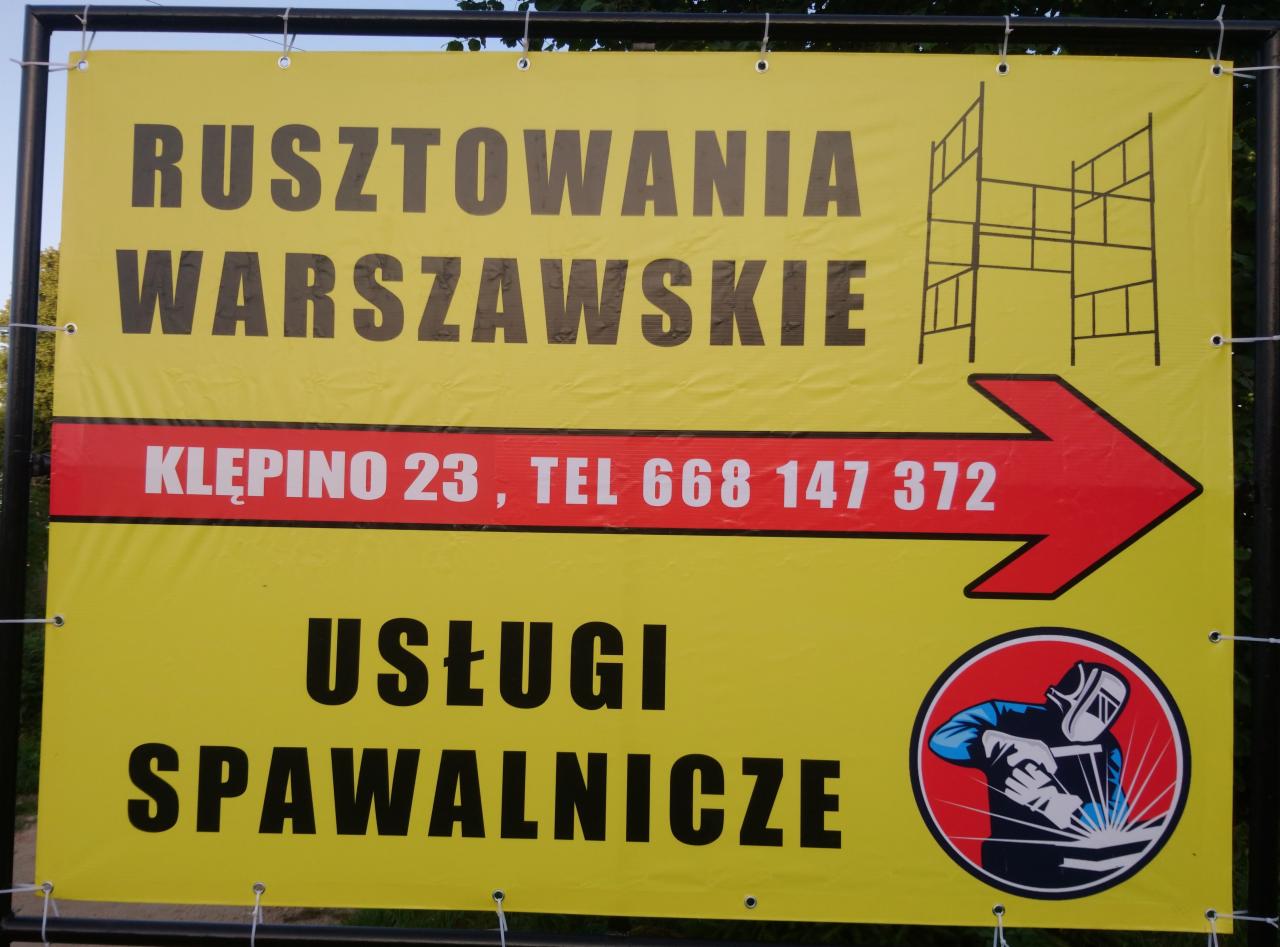 RUSZTOWANIA
WARSZAWSKIE
KLĘPINO 23 , TEL 668 147 372
USŁUGI
SPAWALNICZE